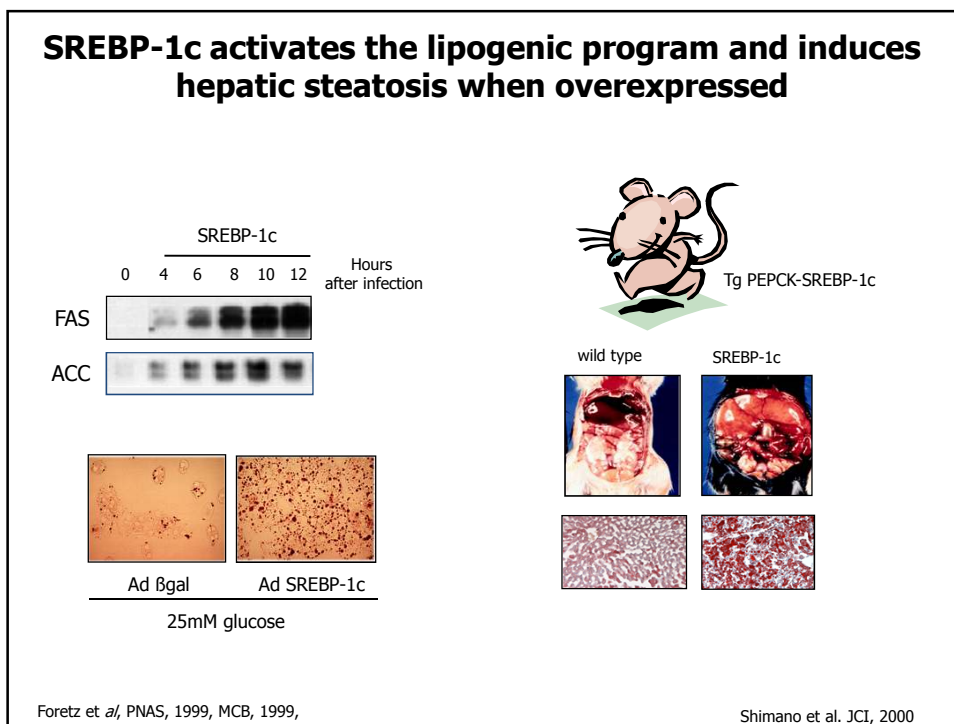 SREBP-1c activates the lipogenic program and induces
hepatic steatosis when overexpressed
SREBP-1c
0 4 6 8 10 12
Hours
after infection
FAS
ACC
Ad βgal
Ad SREBP-1c
25mM glucose
Tg PEPCK-SREBP-1c
wild type
SREBP-1c
Foretz et al, PNAS, 1999, MCB, 1999,
Shimano et al. JCI, 2000